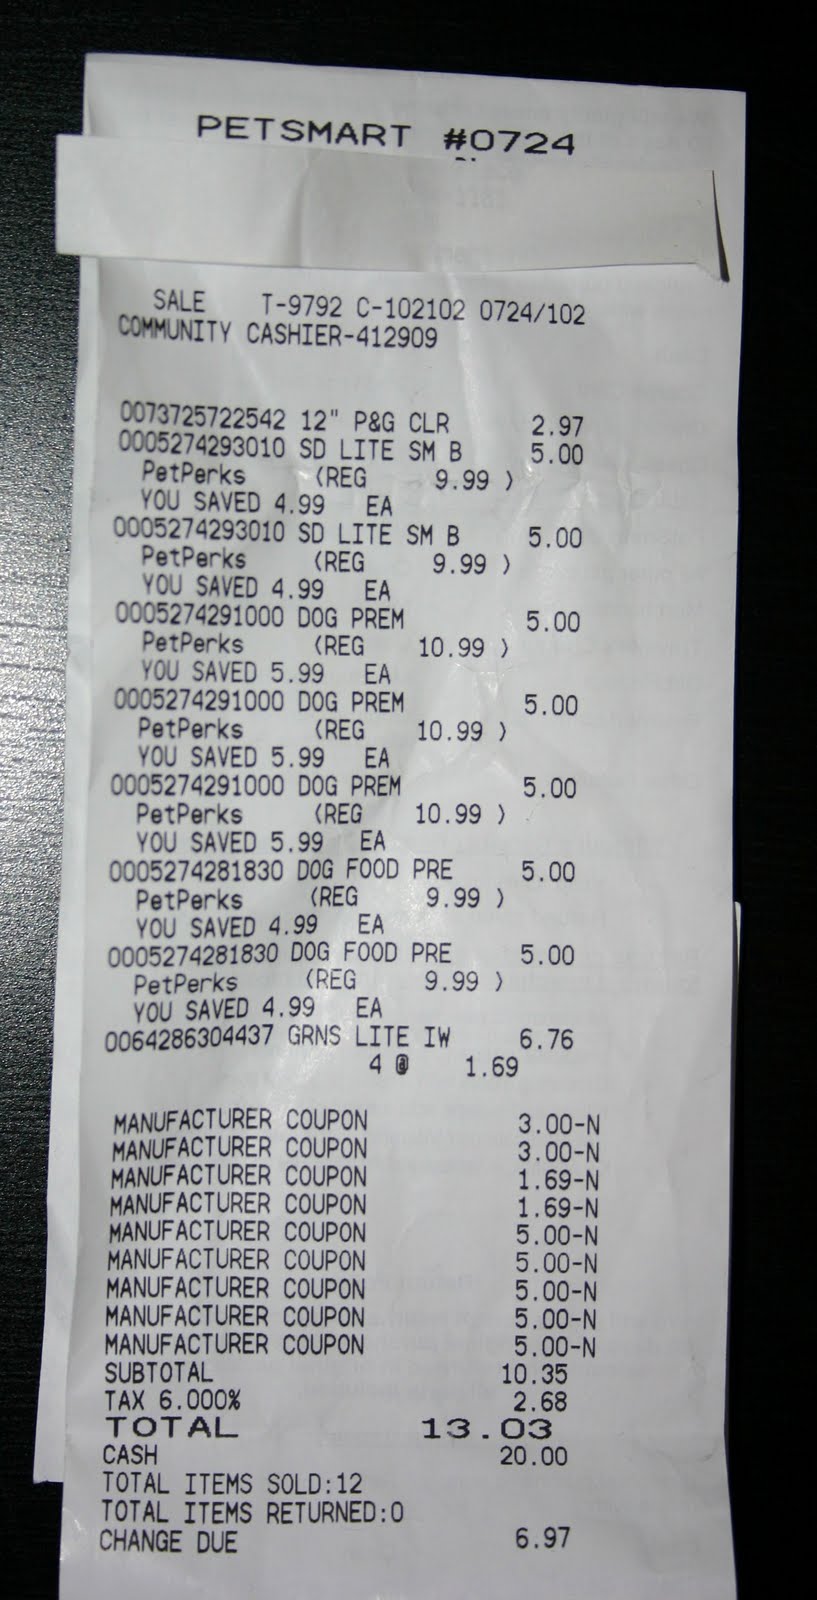 PETSMART #0724
SALE T-9792 C-102102 0724/102
COMMUNITY CASHIER-412909
0073725722542 12" P&G CLR 2.97
0005274293010 SD LITE SM B 5.00
PetPerks (REG 9.99 )
YOU SAVED 4.99 EA
0005274293010 SD LITE SM B 5.00
PetPerks (REG 9.99 )
YOU SAVED 4.99 EA
0005274291000 DOG PREM 5.00
PetPerks (REG 10.99 )
YOU SAVED 5.99 EA
0005274291000 DOG PREM 5.00
PetPerks (REG 10.99 )
YOU SAVED 5.99 EA
0005274291000 DOG PREM 5.00
PetPerks (REG 10.99 )
YOU SAVED 5.99 EA
0005274281830 DOG FOOD PRE 5.00
PetPerks (REG 9.99 )
YOU SAVED 4.99 EA
0005274281830 DOG FOOD PRE 5.00
PetPerks (REG 9.99 )
YOU SAVED 4.99 EA
0064286304437 GRNS LITE IW 6.76
4 @ 1.69
MANUFACTURER COUPON 3.00-N
MANUFACTURER COUPON 3.00-N
MANUFACTURER COUPON 1.69-N
MANUFACTURER COUPON 1.69-N
MANUFACTURER COUPON 5.00-N
MANUFACTURER COUPON 5.00-N
MANUFACTURER COUPON 5.00-N
MANUFACTURER COUPON 5.00-N
MANUFACTURER COUPON 5.00-N
SUBTOTAL 10.35
TAX 6.000% 2.68
TOTAL 13.03
CASH 20.00
TOTAL ITEMS SOLD:12
TOTAL ITEMS RETURNED:0
CHANGE DUE 6.97